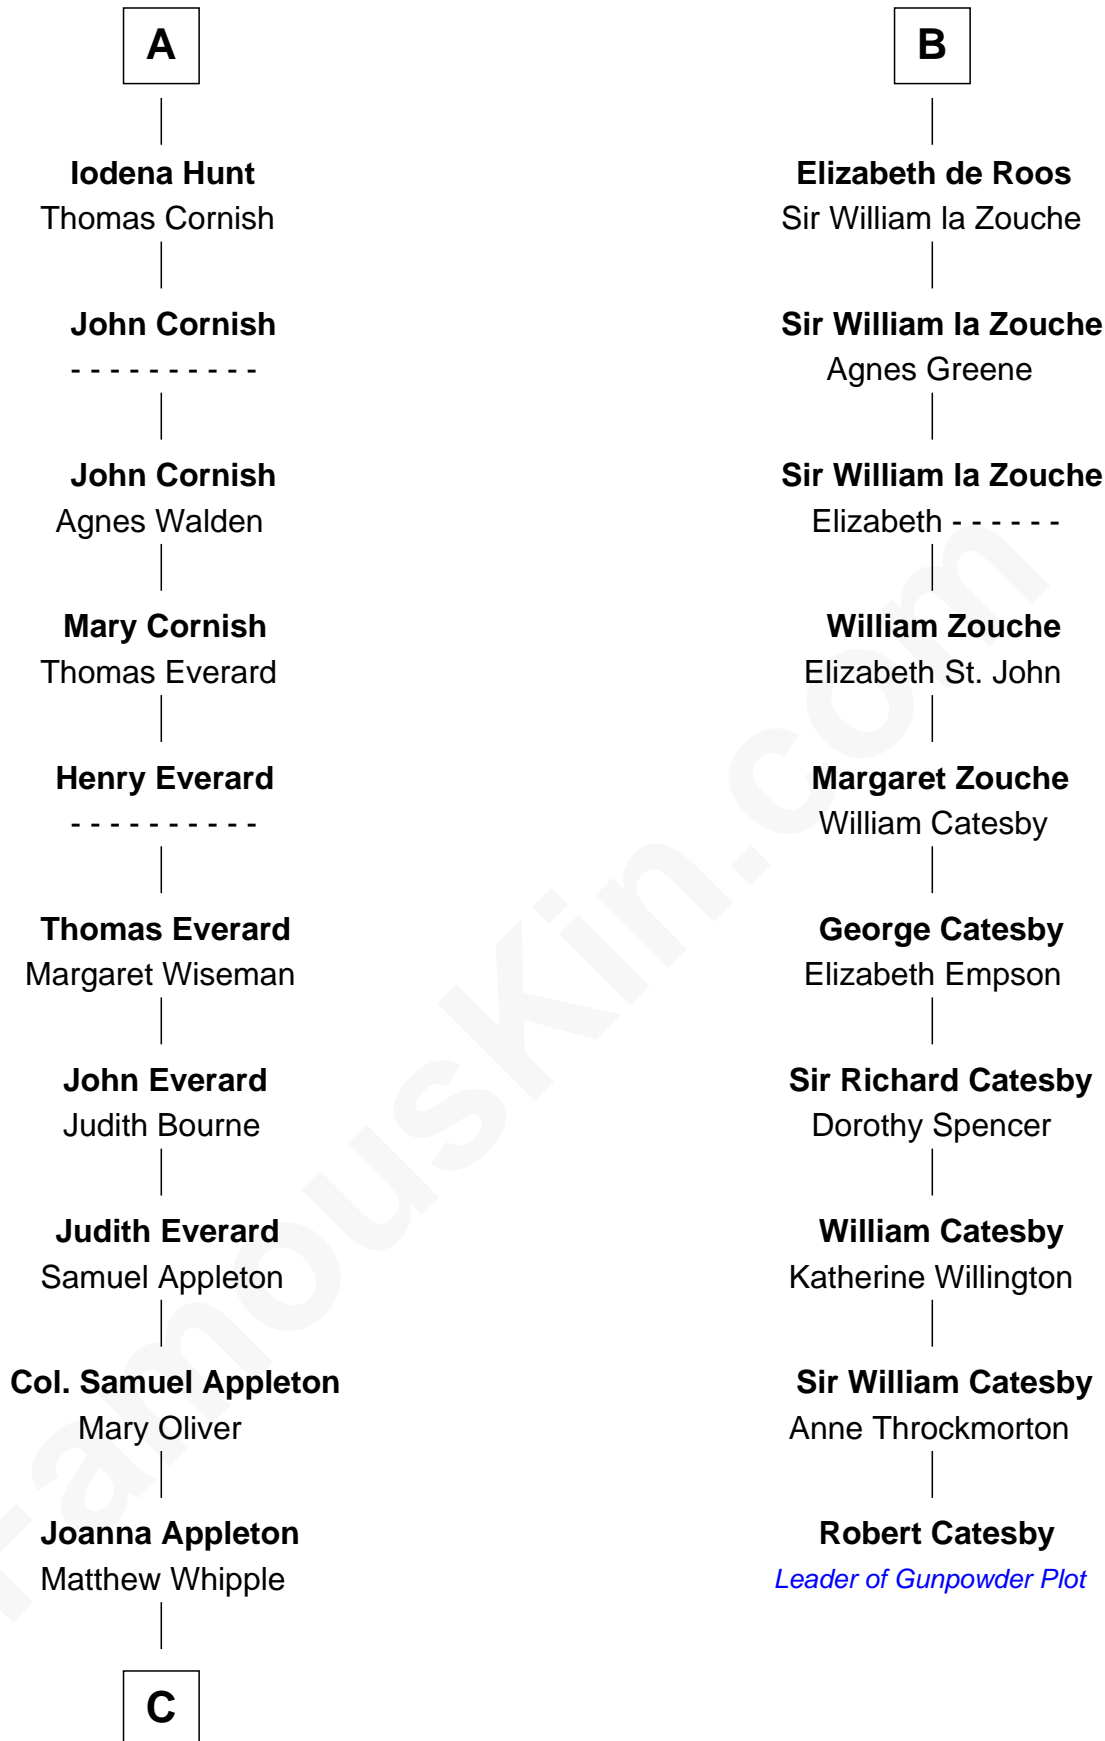 A
Iodena Hunt
Thomas Cornish
John Cornish
- - - - - - - - - -
John Cornish
Agnes Walden
Mary Cornish
Thomas Everard
Henry Everard
- - - - - - - - - -
Thomas Everard
Margaret Wiseman
John Everard
Judith Bourne
Judith Everard
Samuel Appleton
Col. Samuel Appleton
Mary Oliver
Joanna Appleton
Matthew Whipple
C
B
Elizabeth de Roos
Sir William la Zouche
Sir William la Zouche
Agnes Greene
Sir William la Zouche
Elizabeth - - - - - -
William Zouche
Elizabeth St. John
Margaret Zouche
William Catesby
George Catesby
Elizabeth Empson
Sir Richard Catesby
Dorothy Spencer
William Catesby
Katherine Willington
Sir William Catesby
Anne Throckmorton
Robert Catesby
Leader of Gunpowder Plot
FamousKin.com